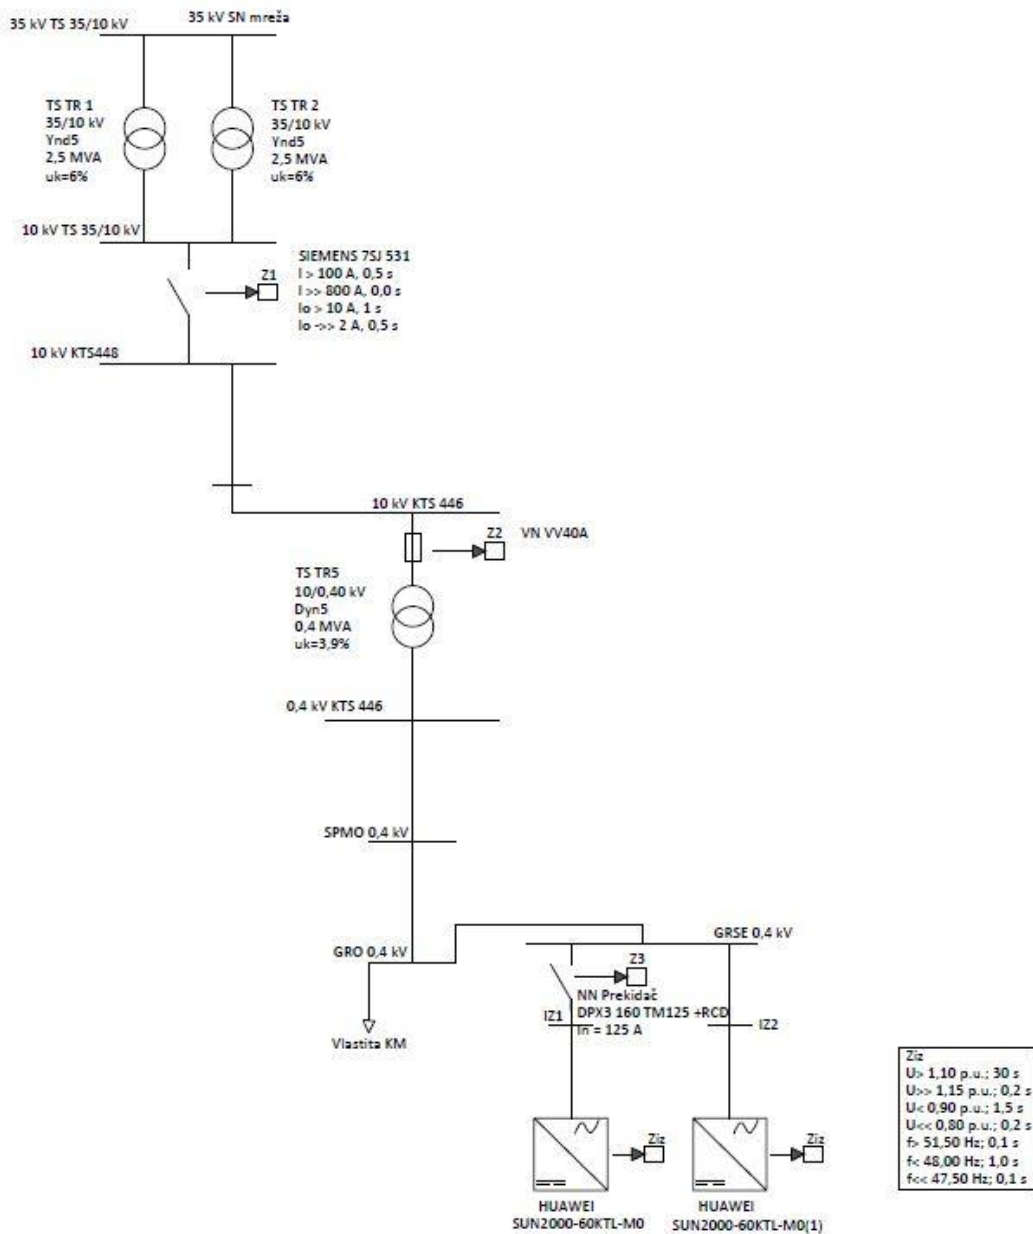 35 kV TS 35/10 kV
35 kV SN mreža
TS TR 1
35/10 kV
Ynd5
2,5 MVA
uk=6%
TS TR 2
35/10 kV
Ynd5
2,5 MVA
uk=6%
10 kV TS 35/10 kV
Z1
SIEMENS 7SJ 531
I > 100 A, 0,5 s
I >> 800 A, 0,0 s
Io > 10 A, 1 s
Io ->> 2 A, 0,5 s
10 kV KTS448
10 kV KTS 446
Z2
VN VV40A
TS TR5
10/0,40 kV
Dyn5
0,4 MVA
uk=3,9%
0,4 kV KTS 446
SPMO 0,4 kV
GRO 0,4 kV
Vlastita KM
GRSE 0,4 kV
Z3
NN Prekidač
DPX3 160 TM125 +RCD
In = 125 A
IZ1
IZ2
Ziz
Ziz
HUAWEI
SUN2000-60KTL-M0
HUAWEI
SUN2000-60KTL-M0(1)
Ziz
U> 1,10 p.u.; 30 s
U>> 1,15 p.u.; 0,2 s
U< 0,90 p.u.; 1,5 s
U<< 0,80 p.u.; 0,2 s
f> 51,50 Hz; 0,1 s
f< 48,00 Hz; 1,0 s
f<< 47,50 Hz; 0,1 s